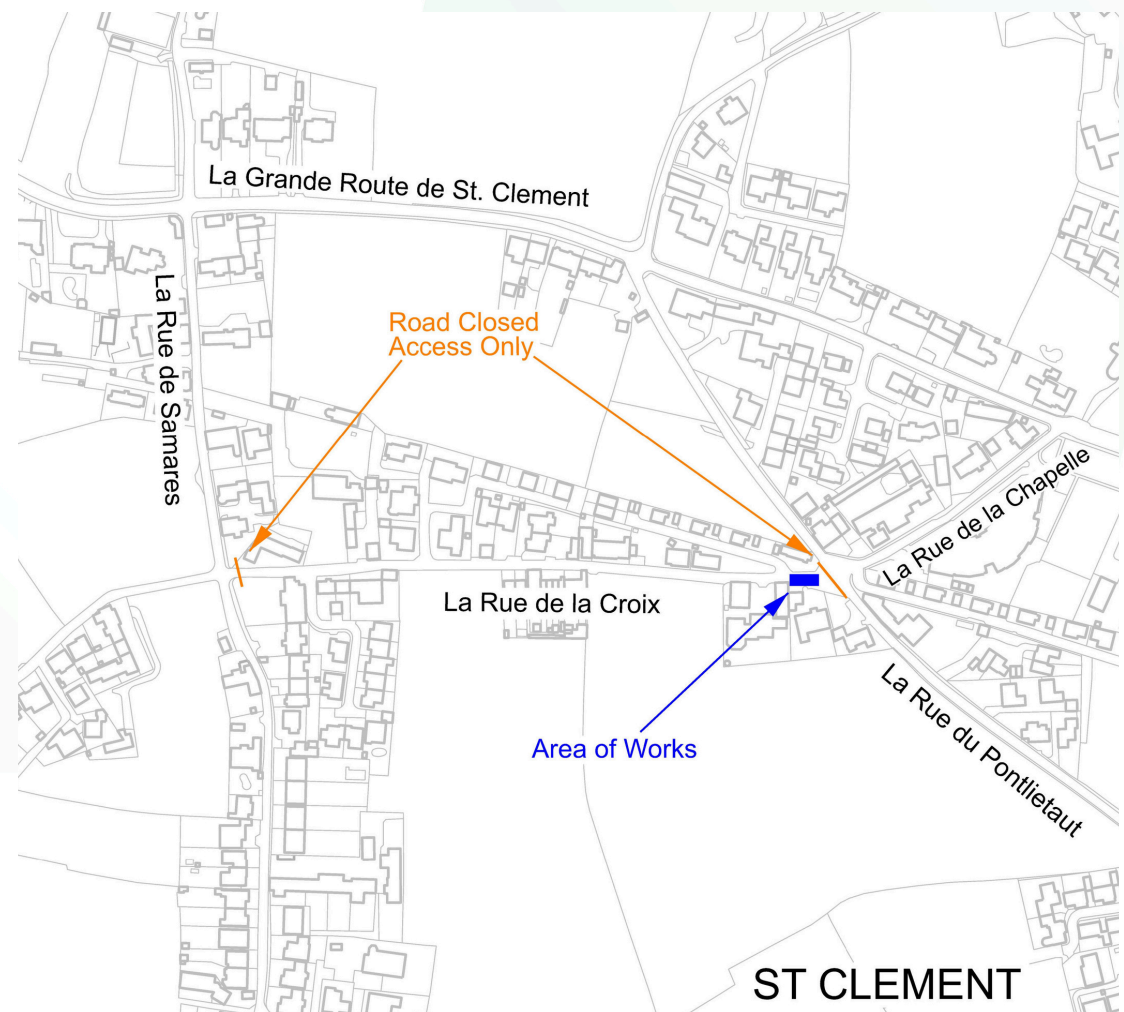 La Grande Route de St. Clement
La Rue de Samares
Road Closed
Access Only
La Rue de la Chapelle
La Rue de la Croix
La Rue du Pontlietaut
Area of Works
ST CLEMENT